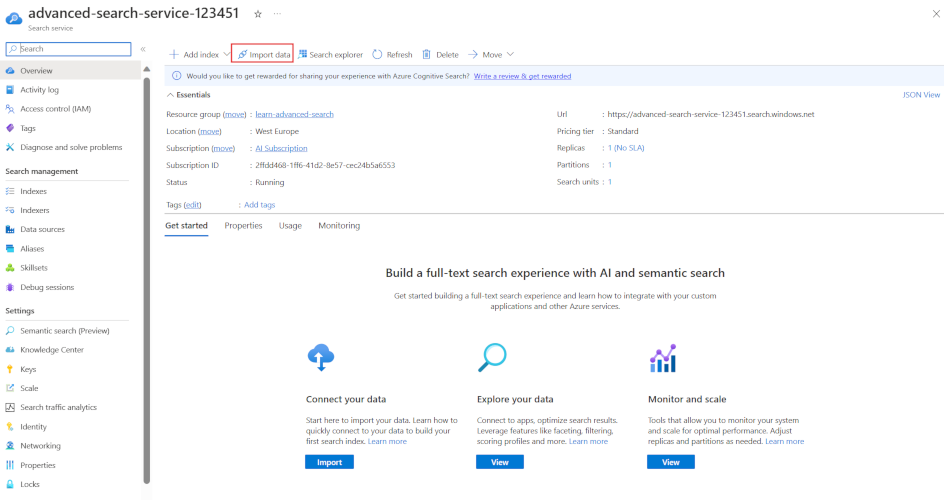 advanced-search-service-123451
Search service
Search
Overview
Activity log
Access control (IAM)
Tags
Diagnose and solve problems
Search management
Indexes
Indexers
Data sources
Aliases
Skillsets
Debug sessions
Settings
Semantic search (Preview)
Knowledge Center
Keys
Scale
Search traffic analytics
Identity
Networking
Properties
Locks
Add index Import data Search explorer Refresh Delete Move
Would you like to get rewarded for sharing your experience with Azure Cognitive Search? Write a review & get rewarded
Essentials JSON View
Resource group (move) : learn-advanced-search
Location (move) : West Europe
Subscription (move) : AI Subscription
Subscription ID : 2ffdd468-1ff6-41d2-8e57-cec24b5a6553
Status : Running
Url : https://advanced-search-service-123451.search.windows.net
Pricing tier : Standard
Replicas : 1 (No SLA)
Partitions : 1
Search units : 1
Tags (edit) : Add tags
Get started Properties Usage Monitoring
Build a full-text search experience with AI and semantic search
Get started building a full-text search experience and learn how to integrate with your custom
applications and other Azure services.
Connect your data
Start here to import your data. Learn how to
quickly connect to your data to build your
first search index. Learn more
Import
Explore your data
Connect to apps, optimize search results.
Leverage features like faceting, filtering,
scoring profiles and more. Learn more
View
Monitor and scale
Tools that allow you to monitor your system
and scale for optimal performance. Adjust
replicas and partitions as needed. Learn more
View